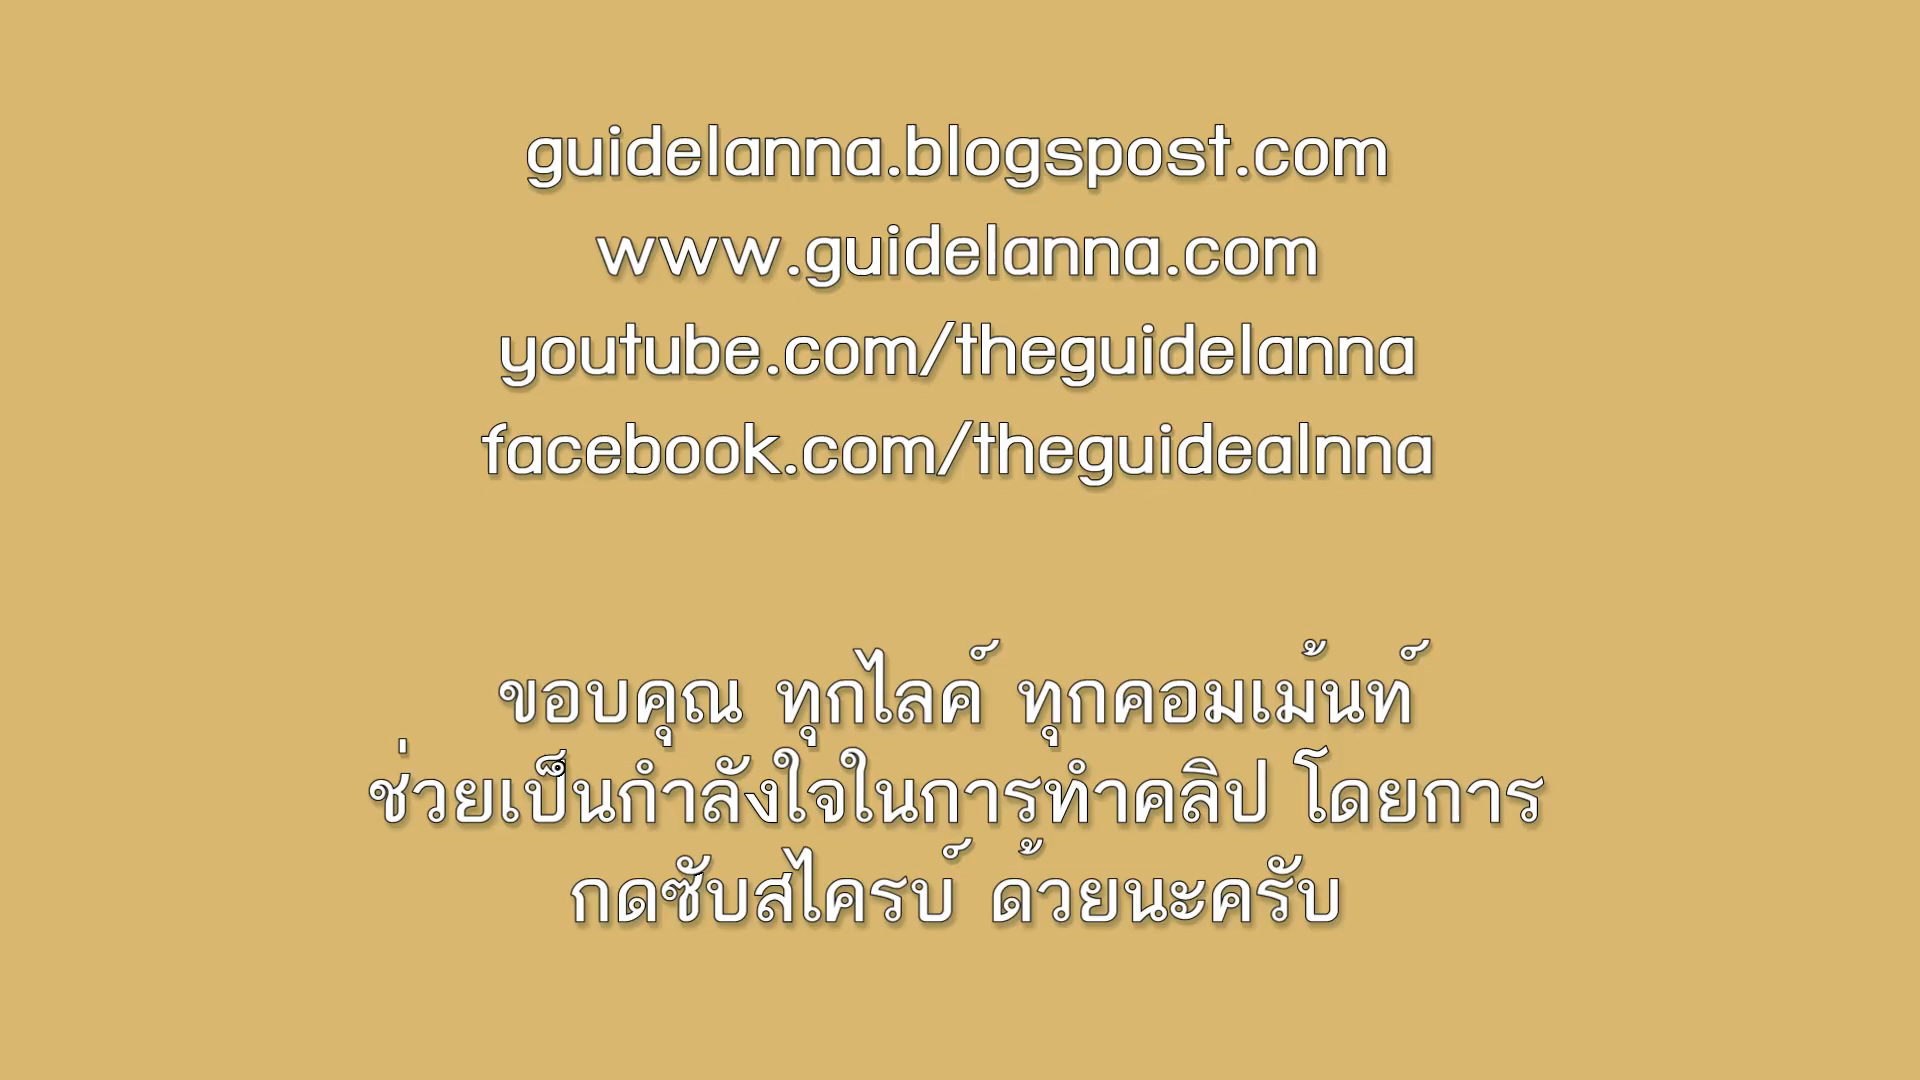 guidelanna.blogspost.com
www.guidelanna.com
youtube.com/theguidelanna
facebook.com/theguidealnna
ขอบคุณ ทุกไลค์ ทุกคอมเม้นท์
ช่วยเป็นกำลังใจในการทำคลิป โดยการ
กดซับสไครบ์ ด้วยนะครับ